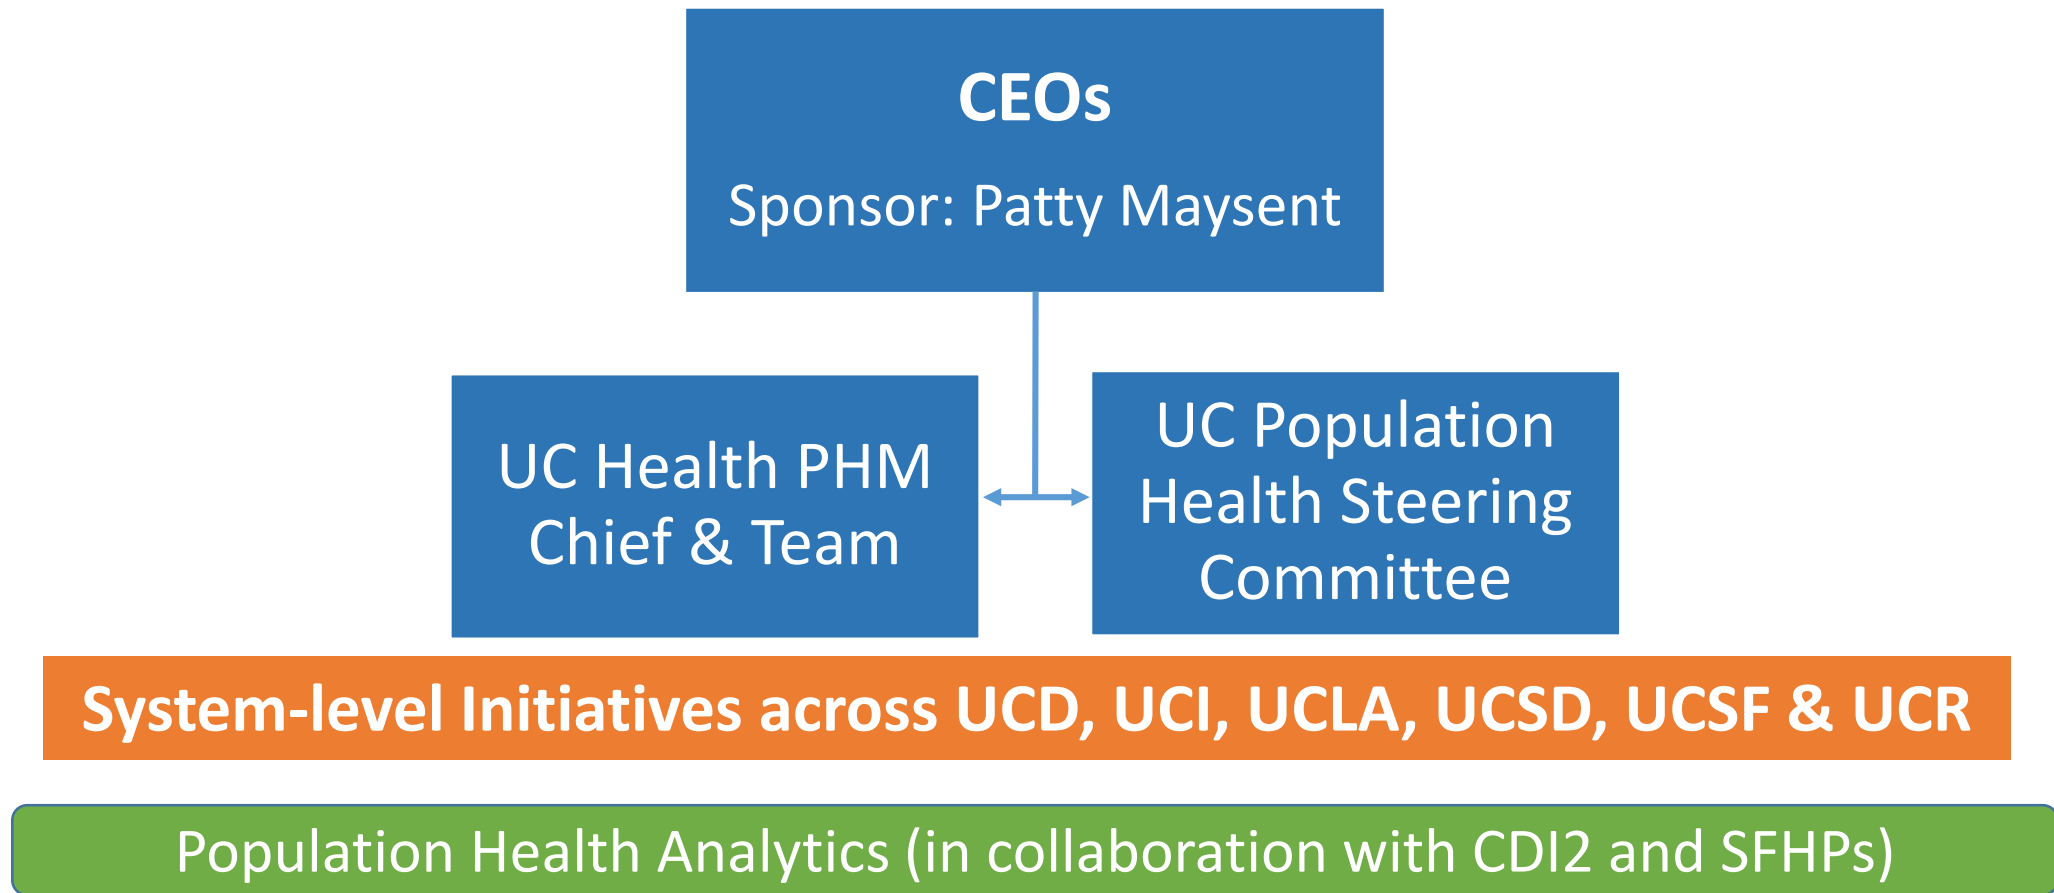 CEOs
Sponsor: Patty Maysent
UC Health PHM
Chief & Team
UC Population
Health Steering
Committee
System-level Initiatives across UCD, UCI, UCLA, UCSD, UCSF & UCR
Population Health Analytics (in collaboration with CDI2 and SFHPs)